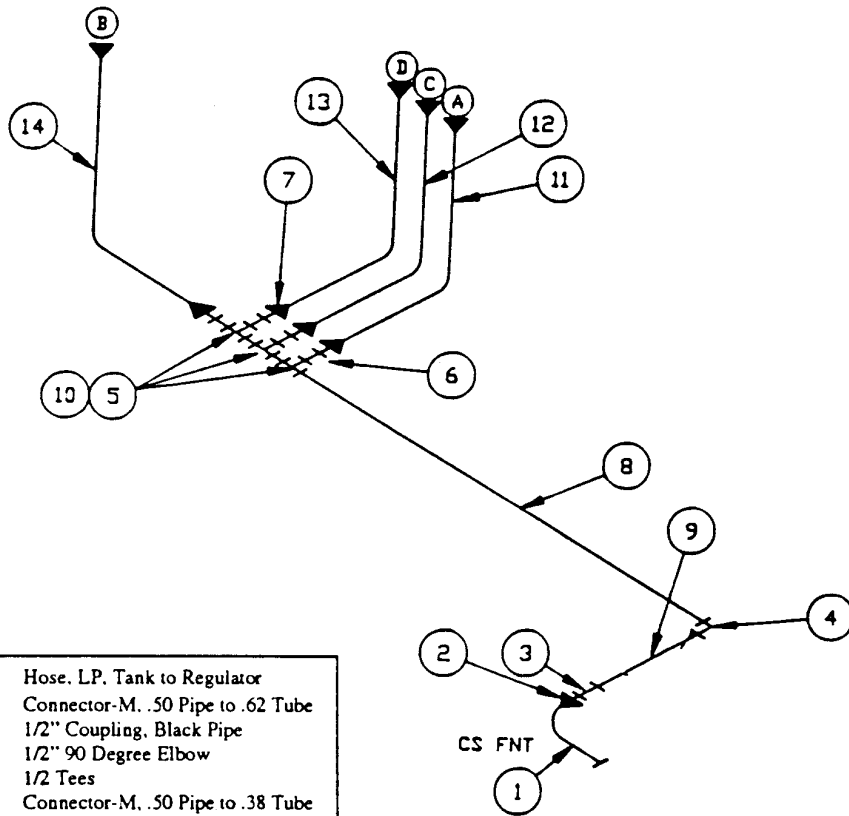 B
D
C
A
13
12
14
7
11
10
5
6
8
9
2
3
4
CS FNT
1
Hose, LP, Tank to Regulator
Connector-M, .50 Pipe to .62 Tube
1/2" Coupling, Black Pipe
1/2" 90 Degree Elbow
1/2 Tees
Connector-M, .50 Pipe to .38 Tube